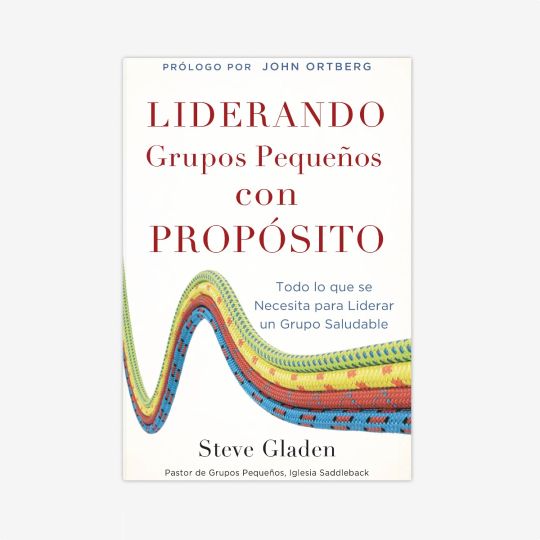 PRÓLOGO POR JOHN ORTBERG
LIDERANDO
Grupos Pequeños
con
PROPÓSITO
Todo lo que se
Necesita para Liderar
un Grupo Saludable
Steve Gladen
Pastor de Grupos Pequeños, Iglesia Saddleback